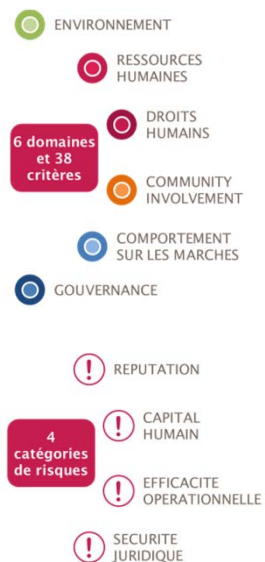 ENVIRONNEMENT
RESSOURCES
HUMAINES
DROITS
HUMAINS
6 domaines
et 38
critères
COMMUNITY
INVOLVEMENT
COMPORTEMENT
SUR LES MARCHES
GOUVERNANCE
REPUTATION
CAPITAL
HUMAIN
4
catégories
de risques
EFFICACITE
OPERATIONNELLE
SECURITE
JURIDIQUE